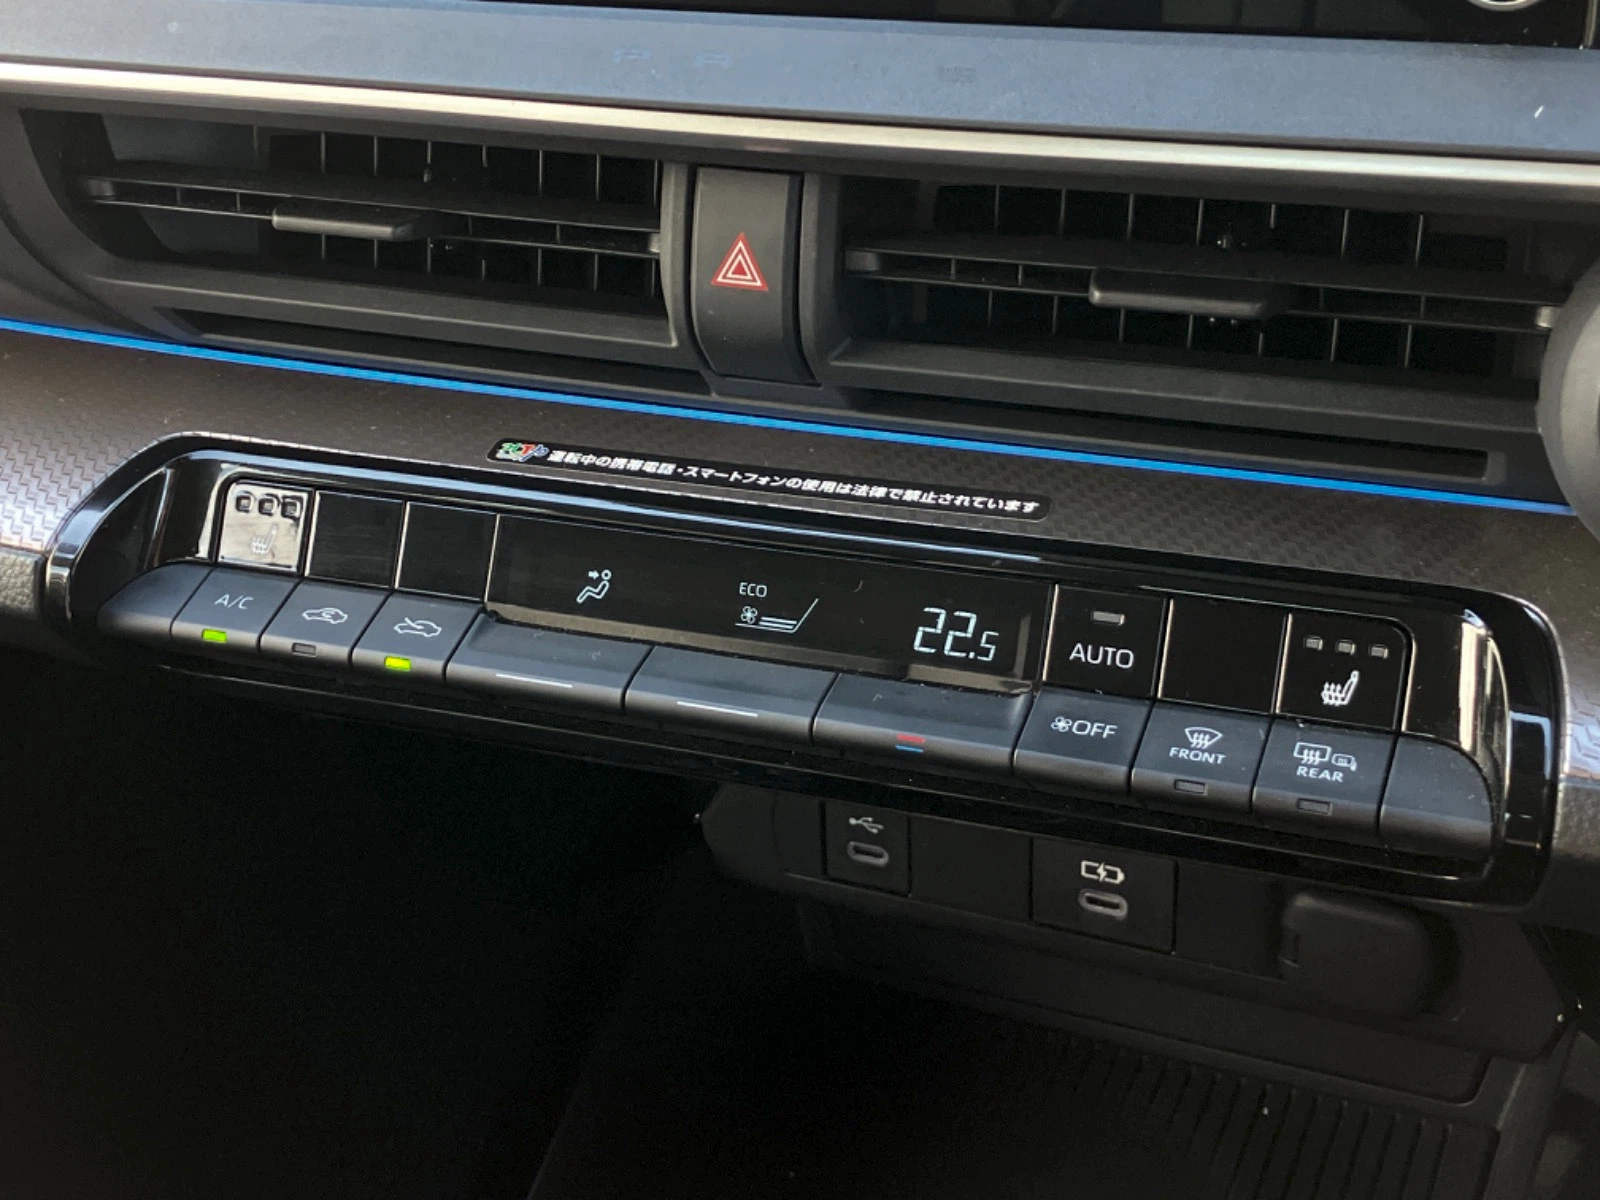 運転中の携帯電話・スマートフォンの使用は法律で禁止されています
A/C
ECO
22.5
AUTO
OFF
FRONT
REAR